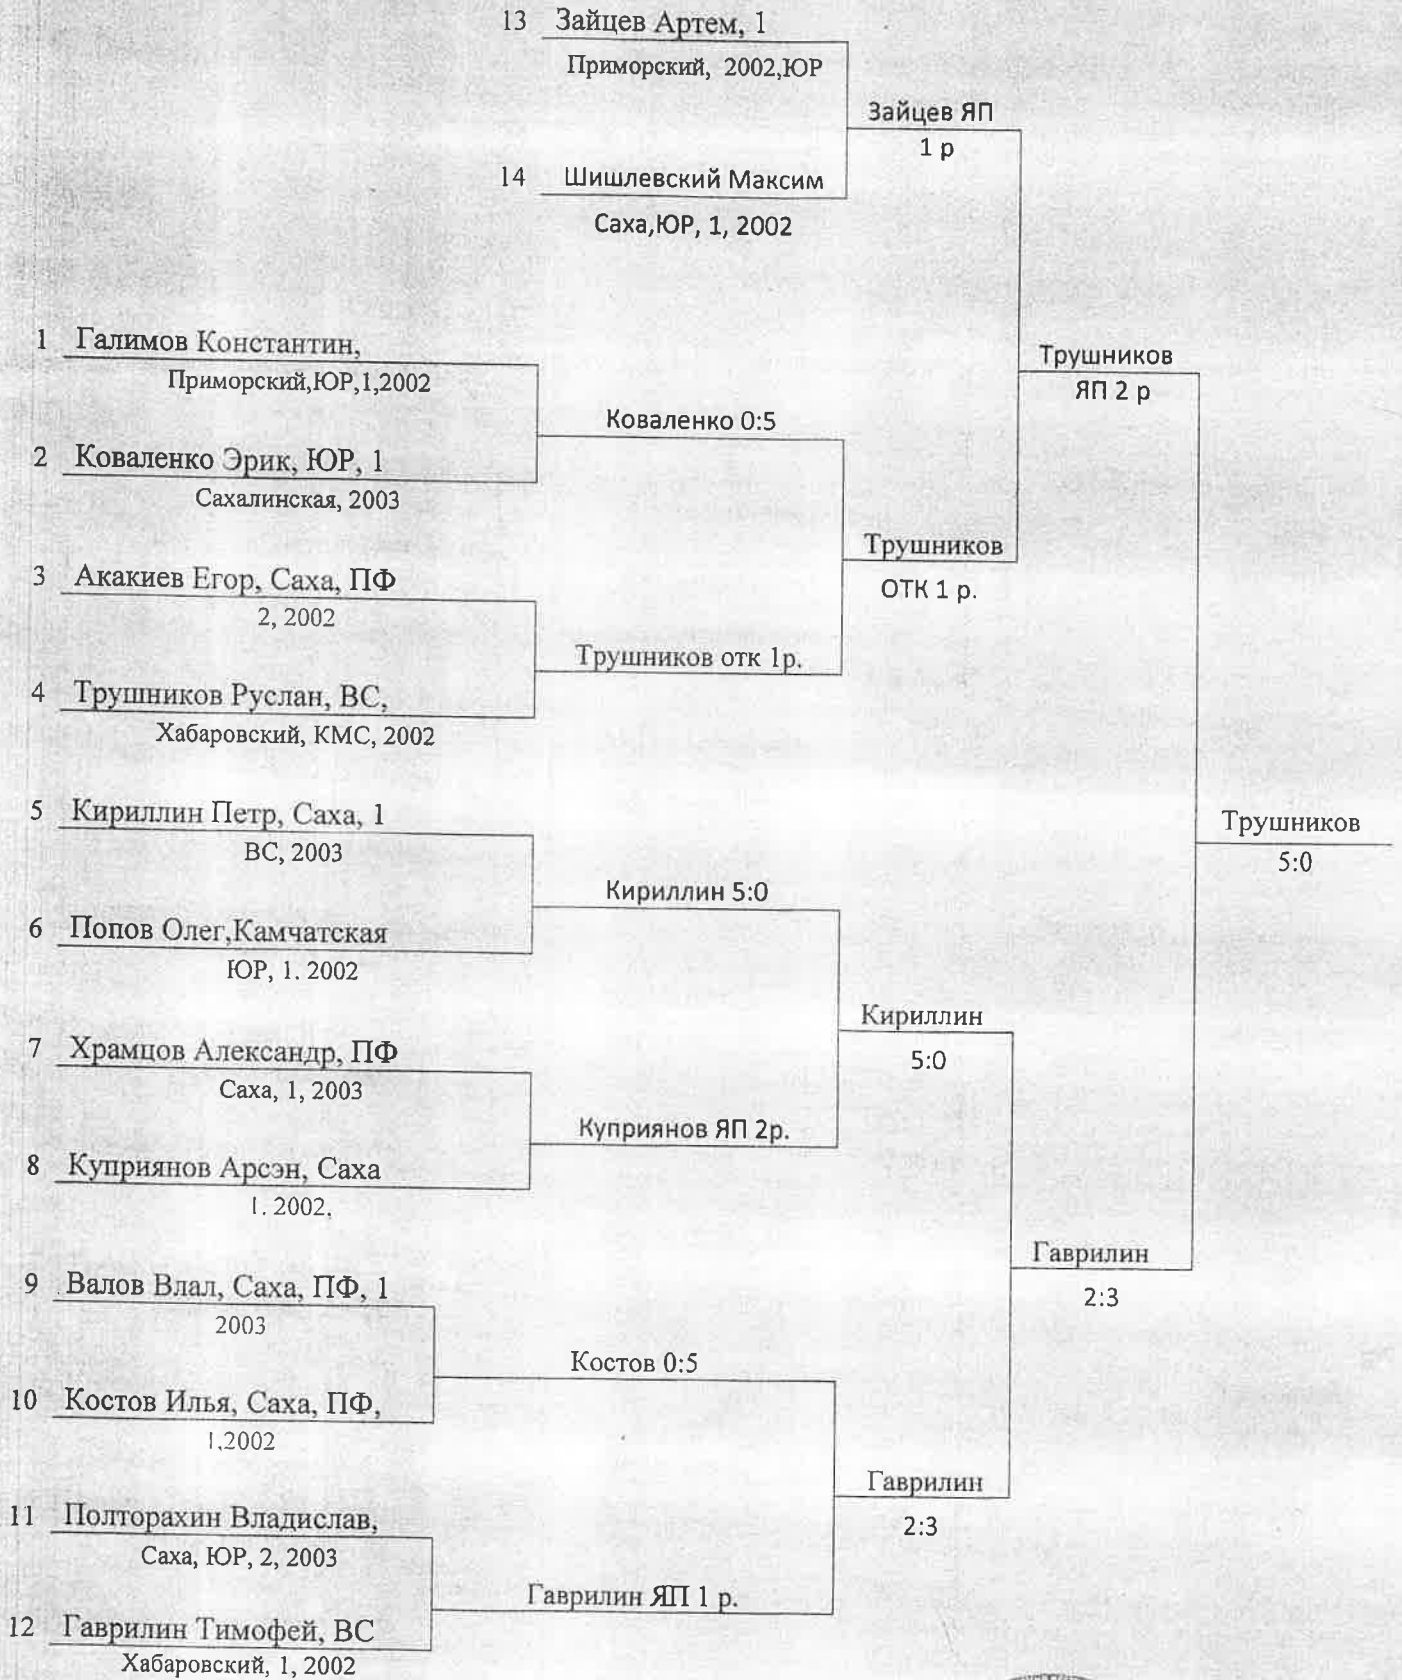 13 Зайцев Артем, 1
Приморский, 2002,ЮР
Зайцев ЯП
1 р
14 Шишлевский Максим
Саха,ЮР, 1, 2002
1 Галимов Константин,
Приморский,ЮР,1,2002
Трушников
ЯП 2 р
Коваленко 0:5
2 Коваленко Эрик, ЮР, 1
Сахалинская, 2003
Трушников
ОТК 1 р.
3 Акакиев Егор, Саха, ПФ
2, 2002
Трушников отк 1р.
4 Трушников Руслан, ВС,
Хабаровский, КМС, 2002
5 Кириллин Петр, Саха, 1
ВС, 2003
Трушников
5:0
Кириллин 5:0
6 Попов Олег,Камчатская
ЮР, 1. 2002
Кириллин
5:0
7 Храмцов Александр, ПФ
Саха, 1, 2003
Куприянов ЯП 2р.
8 Куприянов Арсэн, Саха
1. 2002.
Гаврилин
2:3
9 Валов Влал, Саха, ПФ, 1
2003
Костов 0:5
10 Костов Илья, Саха, ПФ,
1,2002
Гаврилин
2:3
11 Полторахин Владислав,
Саха, ЮР, 2, 2003
Гаврилин ЯП 1 р.
12 Гаврилин Тимофей, ВС
Хабаровский, 1, 2002